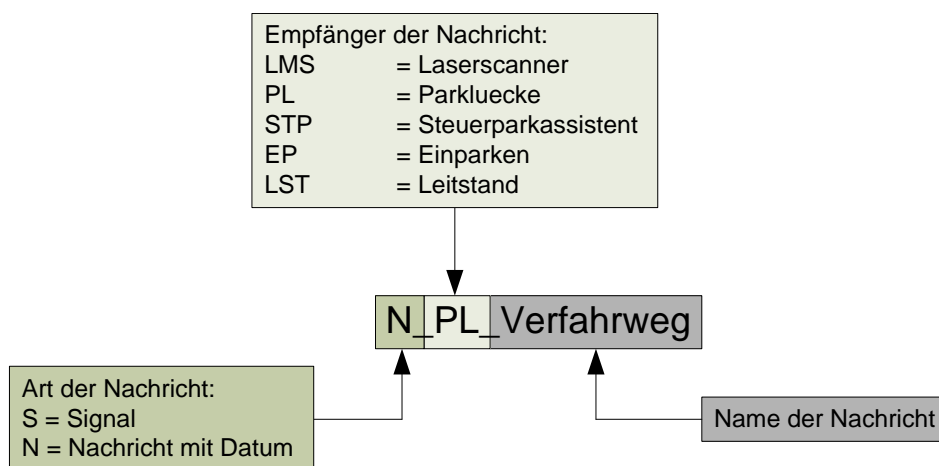 Empfänger der Nachricht:
LMS = Laserscanner
PL = Parkluecke
STP = Steuerparkassistent
EP = Einparken
LST = Leitstand
N_PL_Verfahrweg
Art der Nachricht:
S = Signal
N = Nachricht mit Datum
Name der Nachricht